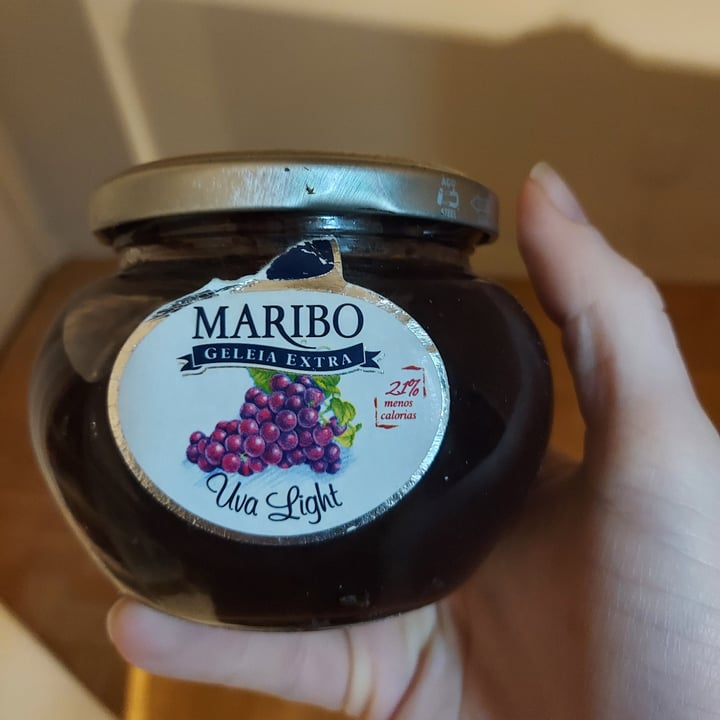 MARIBO
GELEIA EXTRA
21%
menos
calorias
Uva Light